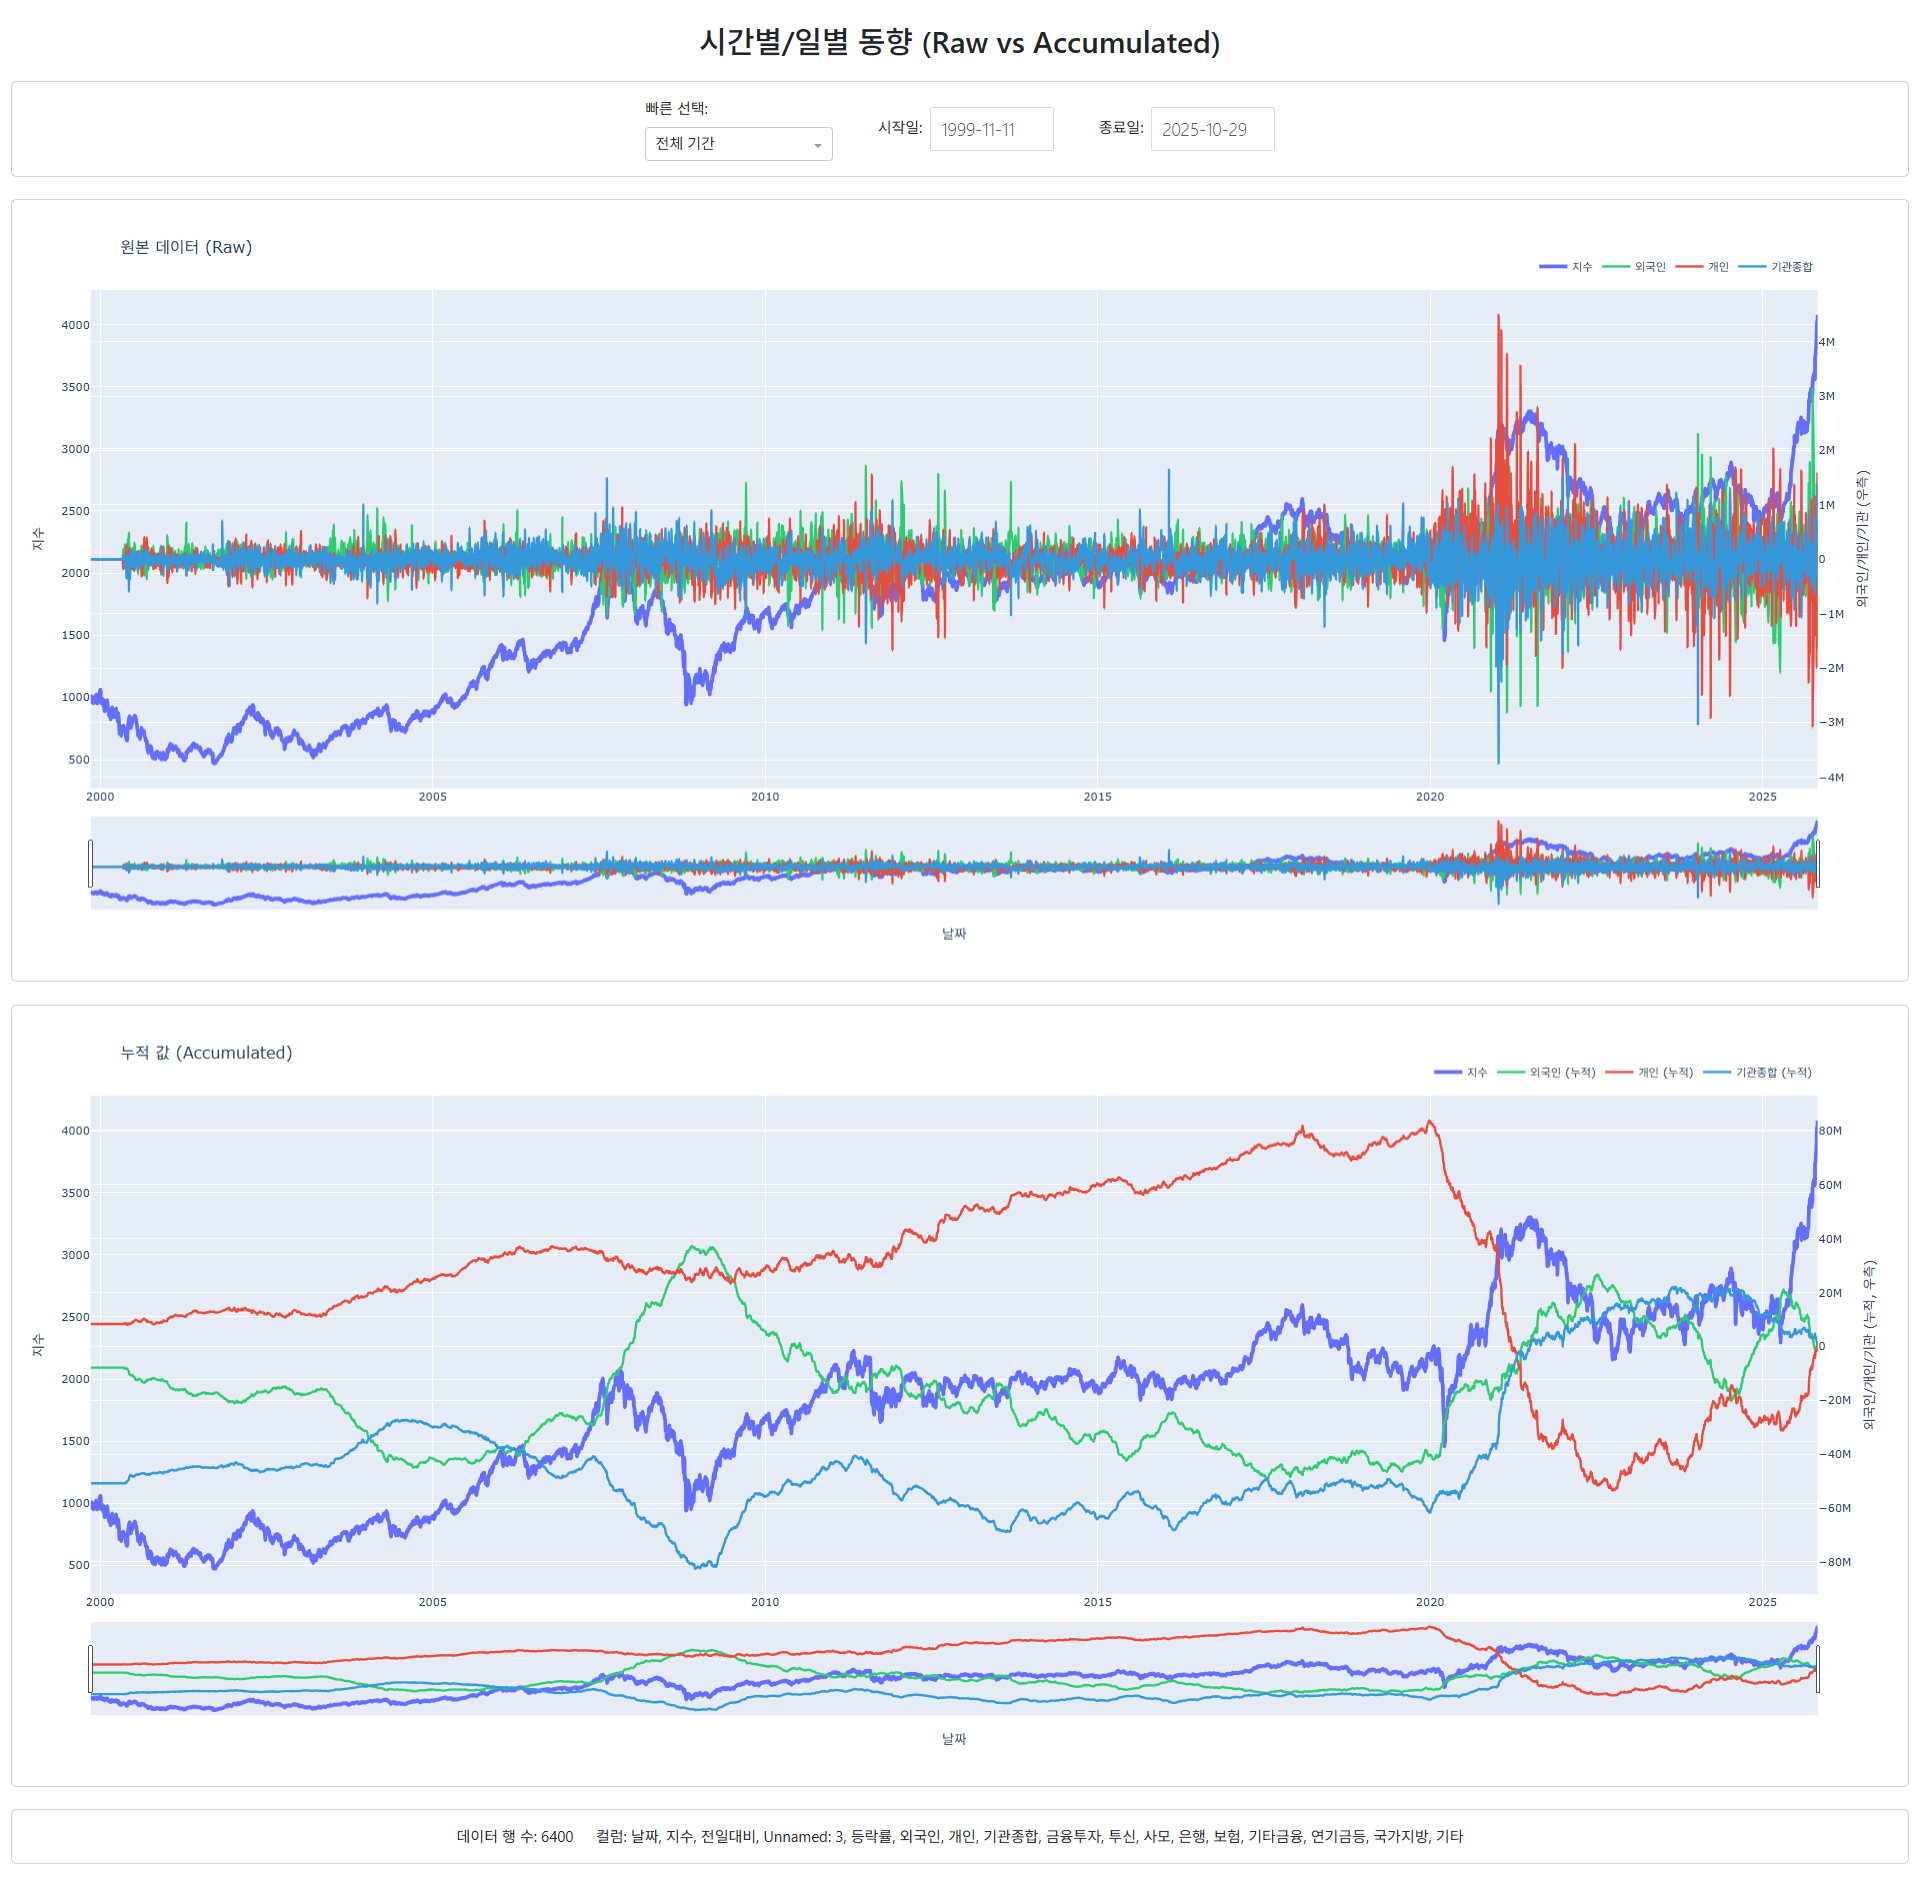 시간별/일별 동향 (Raw vs Accumulated)
빠른 선택:
전체 기간
시작일: 1999-11-11
종료일: 2025-10-29
원본 데이터 (Raw)
지수 외국인 개인 기관종합
4000
3500
3000
2500
2000
1500
1000
500
지수
4M
3M
2M
1M
0
−1M
−2M
−3M
−4M
외국인/개인/기관 (우측)
2000 2005 2010 2015 2020 2025
날짜
누적 값 (Accumulated)
지수 외국인 (누적) 개인 (누적) 기관종합 (누적)
4000
3500
3000
2500
2000
1500
1000
500
지수
80M
60M
40M
20M
0
−20M
−40M
−60M
−80M
외국인/개인/기관 (누적, 우측)
2000 2005 2010 2015 2020 2025
날짜
데이터 행 수: 6400 컬럼: 날짜, 지수, 전일대비, Unnamed: 3, 등락률, 외국인, 개인, 기관종합, 금융투자, 투신, 사모, 은행, 보험, 기타금융, 연기금등, 국가지방, 기타